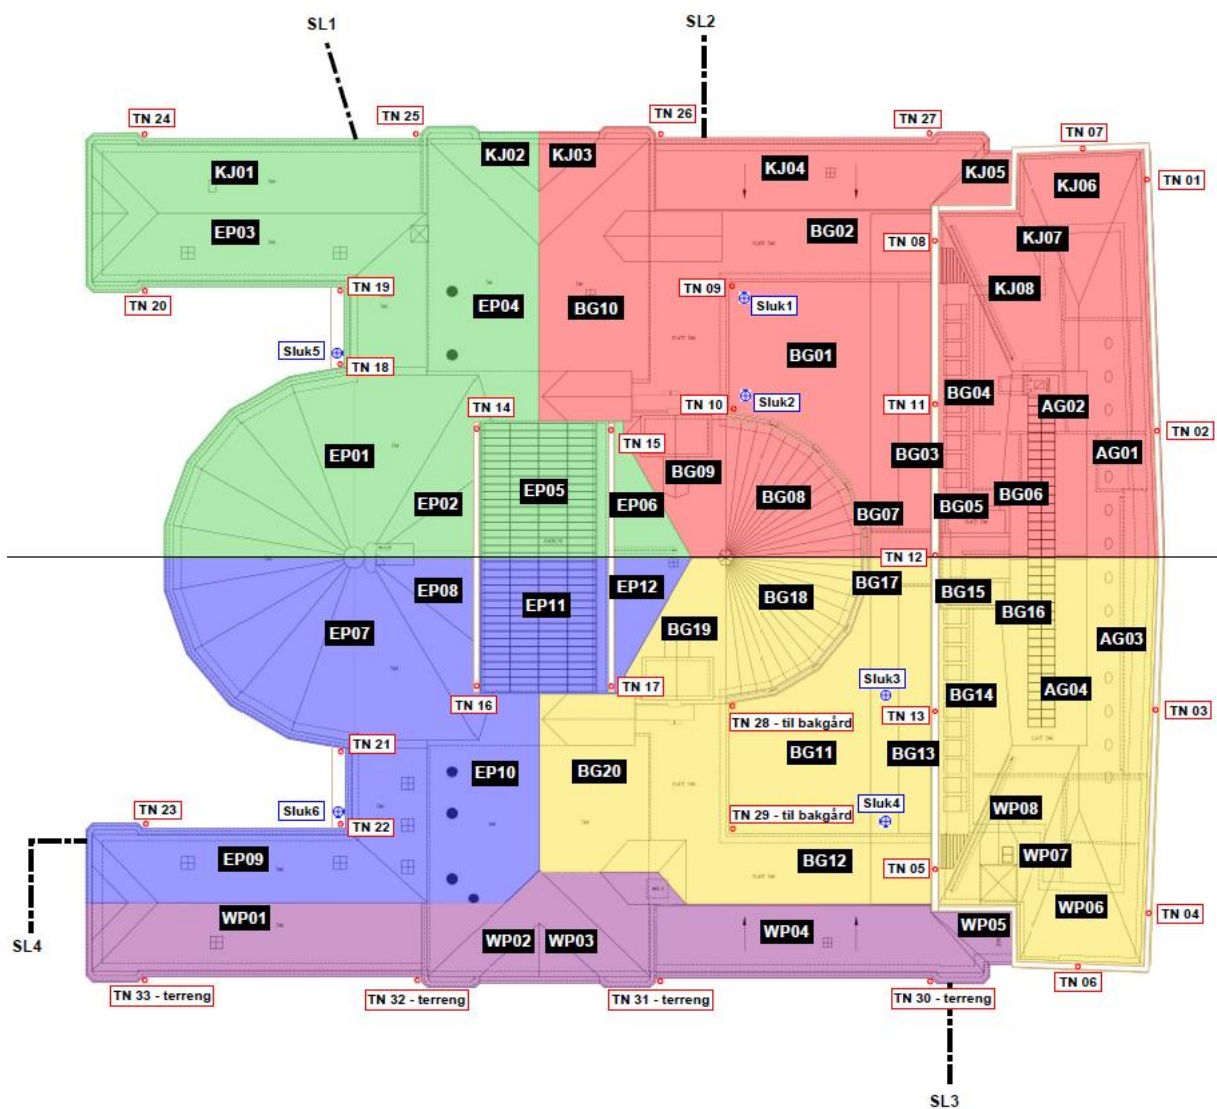 SL1
SL2
TN 24
TN 25
TN 26
TN 27
TN 07
KJ01
KJ02
KJ03
KJ04
KJ05
KJ06
TN 01
EP03
BG02
KJ07
TN 08
KJ08
TN 20
TN 19
EP04
BG10
TN 09
Sluk1
Sluk5
TN 18
BG01
Sluk2
TN 10
TN 11
BG04
AG02
TN 14
TN 15
TN 02
EP01
BG09
BG03
AG01
EP02
EP05
EP06
BG08
BG07
BG05
BG06
TN 12
EP08
EP11
EP12
BG18
BG17
BG15
BG16
EP07
BG19
AG03
TN 16
TN 17
Sluk3
BG14
AG04
TN 28 - til bakgård
TN 13
TN 03
TN 21
BG11
BG13
EP10
BG20
Sluk6
TN 23
TN 22
TN 29 - til bakgård
Sluk4
WP08
EP09
BG12
TN 05
WP07
WP01
WP06
TN 04
WP02
WP03
WP04
WP05
SL4
TN 33 - terreng
TN 32 - terreng
TN 31 - terreng
TN 30 - terreng
TN 06
SL3